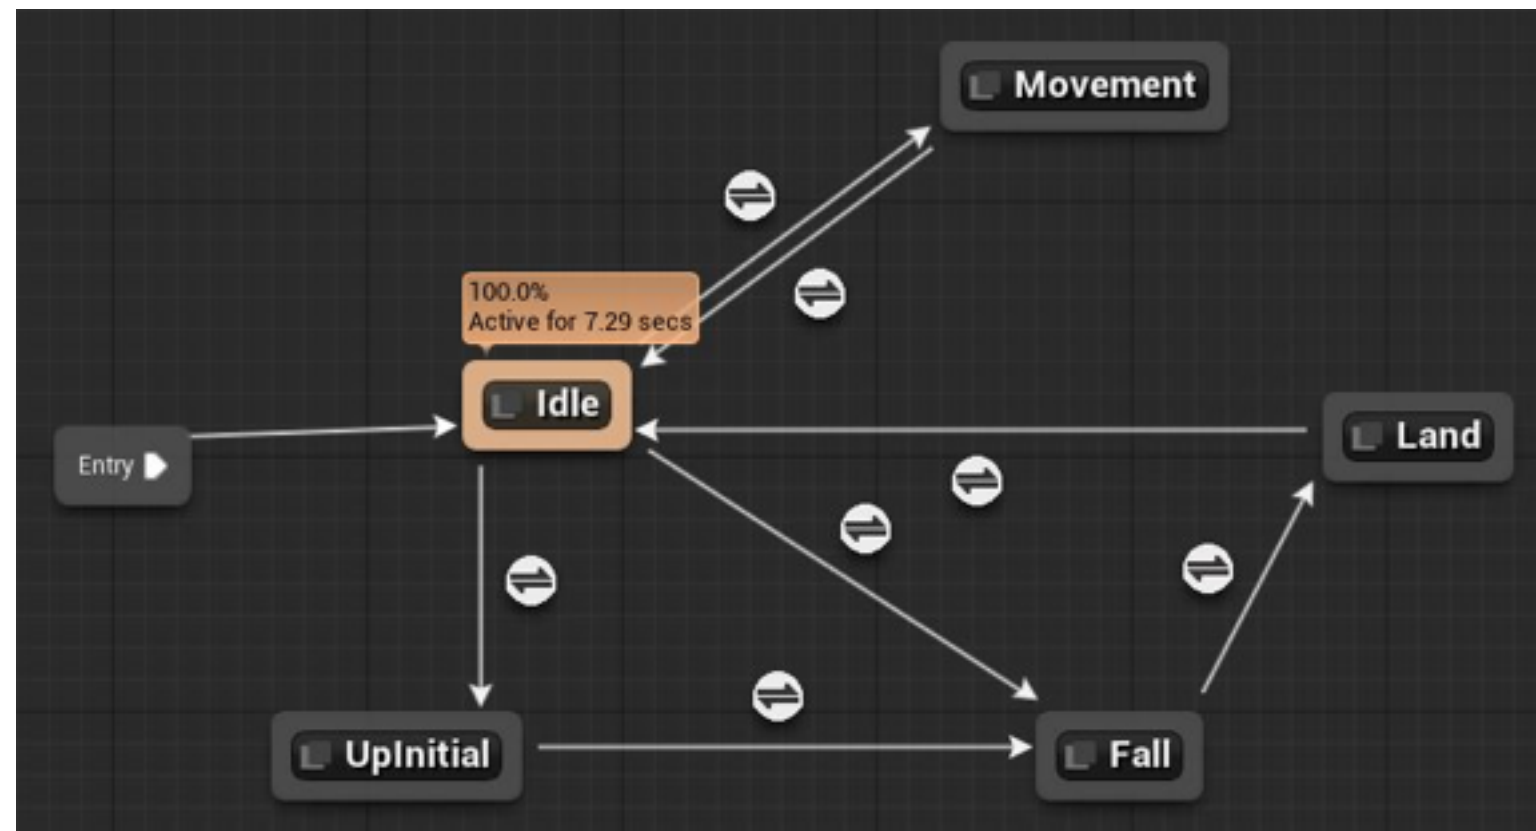 Movement
100.0%
Active for 7.29 secs
Idle
Entry
Land
UpInitial
Fall